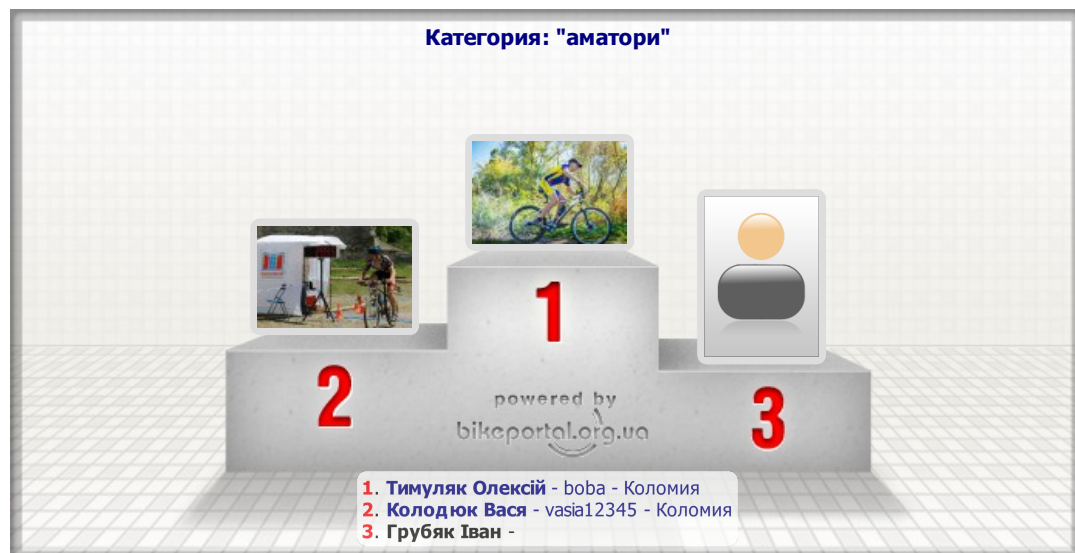 Категория: "аматори"
1
2
3
powered by
bikeportal.org.ua
1. Тимуляк Олексій - boba - Коломия
2. Колодюк Вася - vasia12345 - Коломия
3. Грубяк Іван -